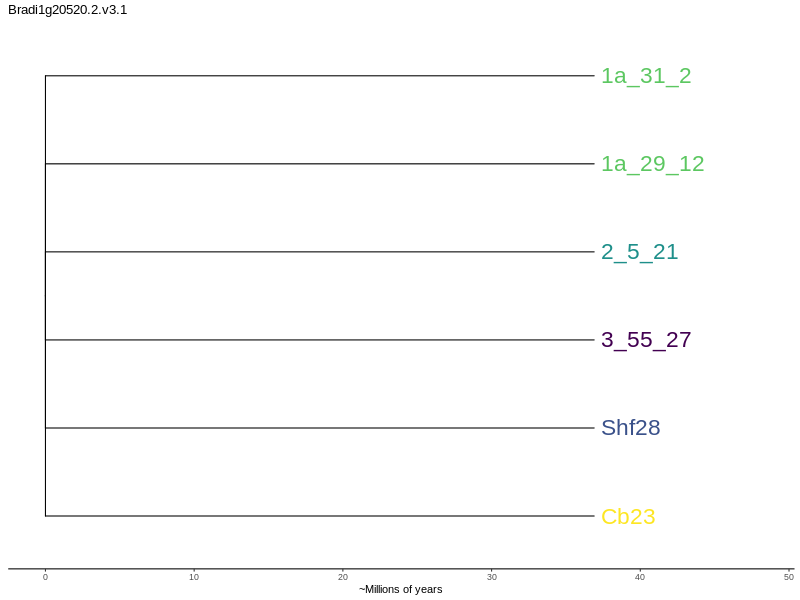 Bradi1g20520.2.v3.1
1a_31_2
1a_29_12
2_5_21
3_55_27
Shf28
Cb23
0 10 20 30 40 50
~Millions of years